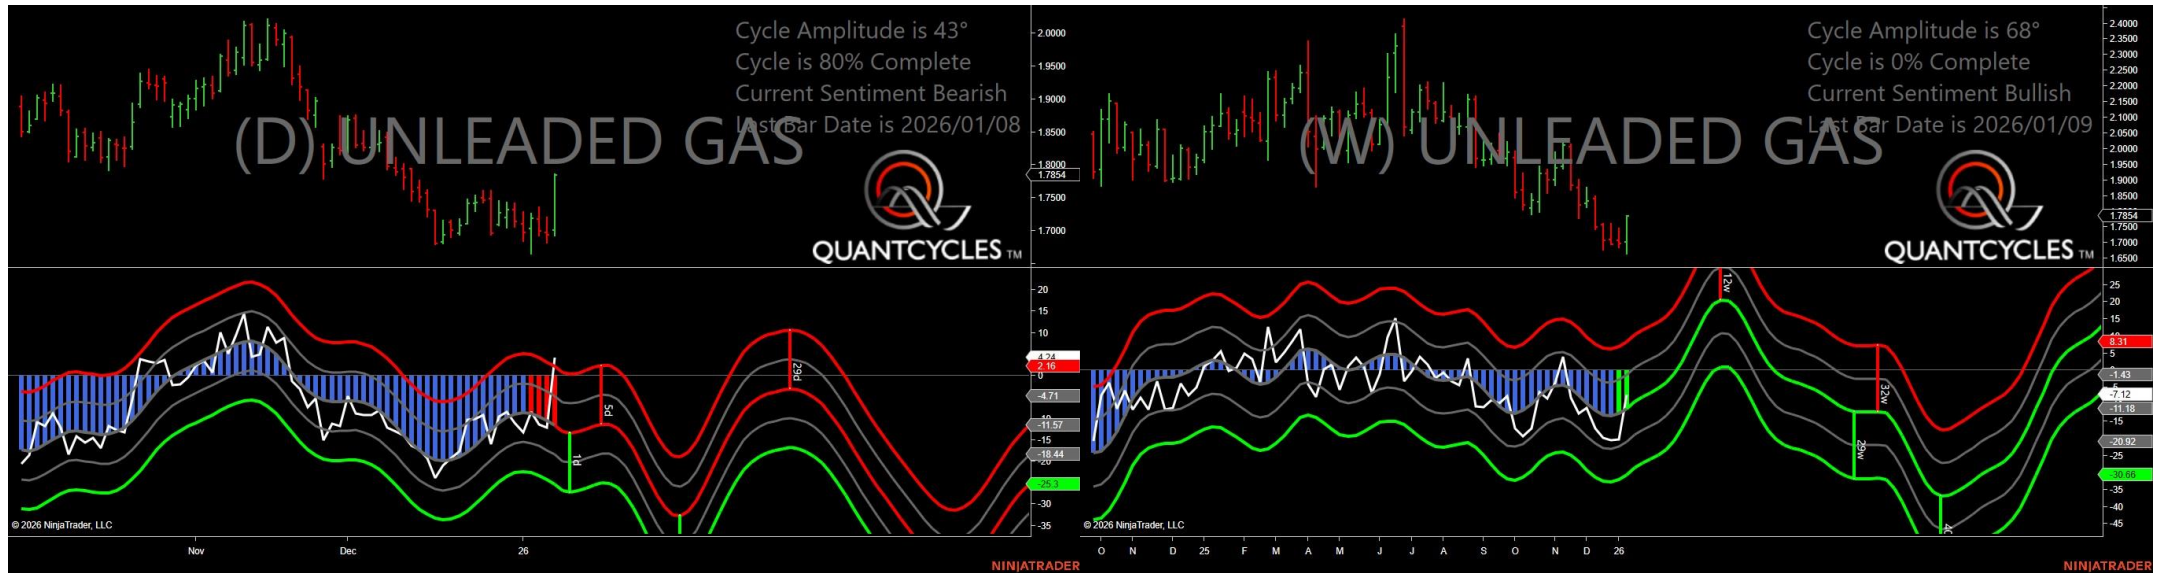 Cycle Amplitude is 43°
Cycle is 80% Complete
Current Sentiment Bearish
Last Bar Date is 2026/01/08
(D) UNLEADED GAS
QUANTCYCLES TM
2.0000
1.9500
1.9000
1.8500
1.8000
1.7854
1.7500
1.7000
20
15
10
4.24
2.16
0
-4.71
-11.57
-15
-18.44
-25.3
-30
-35
5d
1d
29d
© 2026 NinjaTrader, LLC
Nov
Dec
26
NINJATRADER
Cycle Amplitude is 68°
Cycle is 0% Complete
Current Sentiment Bullish
Last Bar Date is 2026/01/09
(W) UNLEADED GAS
QUANTCYCLES TM
2.4000
2.3500
2.3000
2.2500
2.2000
2.1500
2.1000
2.0500
2.0000
1.9500
1.9000
1.8500
1.7854
1.7500
1.7000
1.6500
25
20
15
8.31
5
-1.43
-7.12
-11.18
-15
-20.92
-25
-30.66
-35
-40
-45
12w
32w
29w
© 2026 NinjaTrader, LLC
O
N
D
25
F
M
A
M
J
J
A
S
O
N
D
26
NINJATRADER